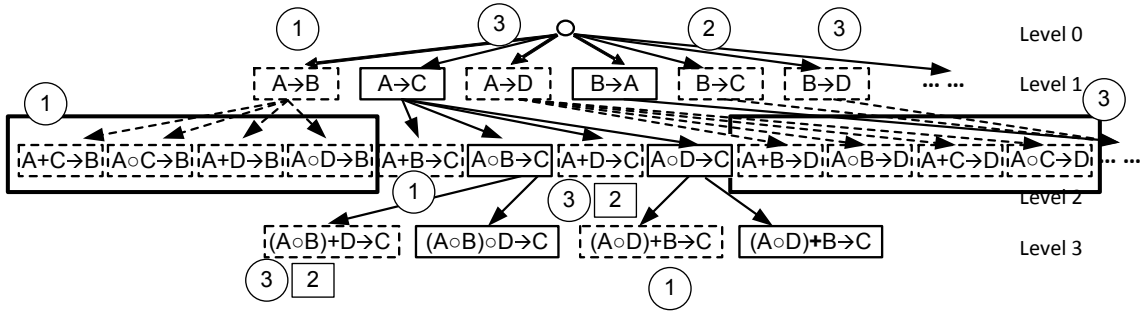 1 3 2 3 Level 0
A→B A→C A→D B→A B→C B→D ... ... Level 1
1 3
A+C→B A○C→B A+D→B A○D→B A+B→C A○B→C A+D→C A○D→C A+B→D A○B→D A+C→D A○C→D ... ...
1 3 2 Level 2
(A○B)+D→C (A○B)○D→C (A○D)+B→C (A○D)+B→C Level 3
3 2 1